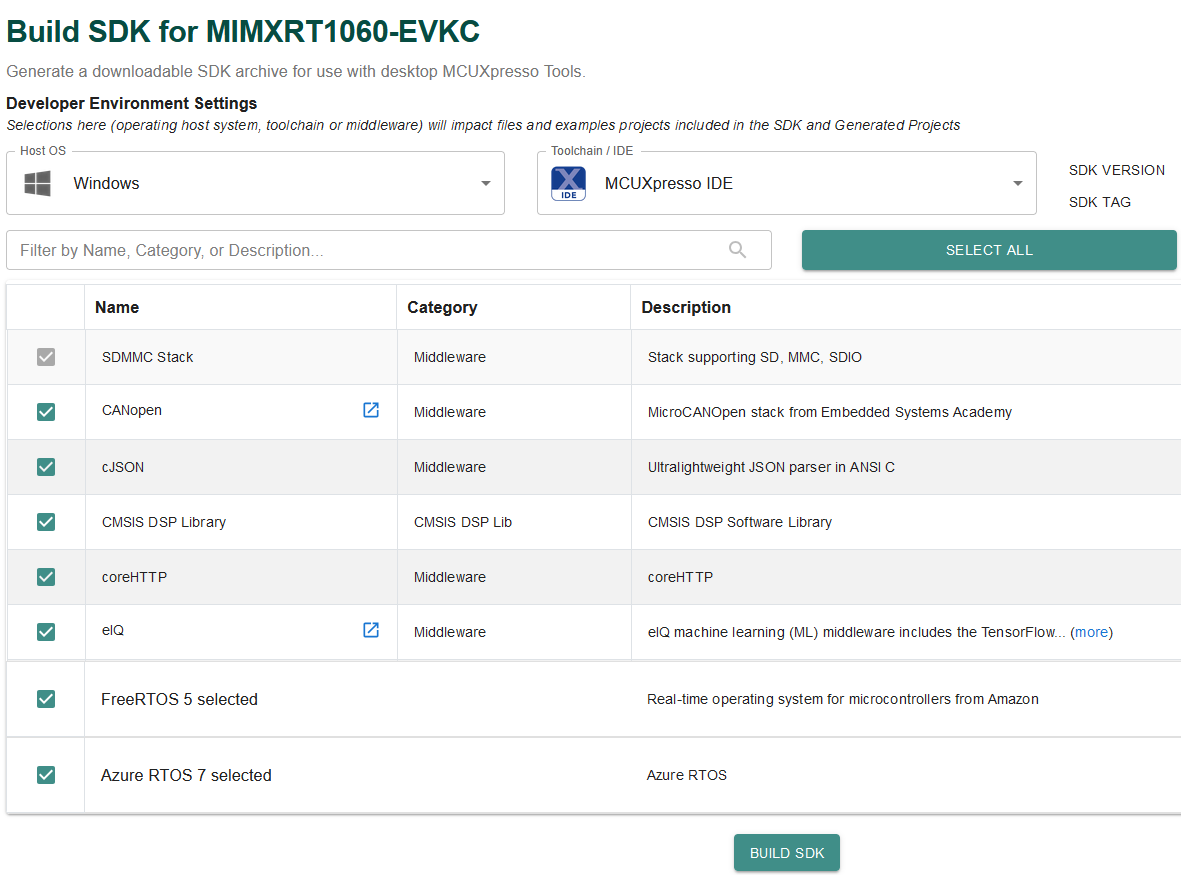 Build SDK for MIMXRT1060-EVKC
Generate a downloadable SDK archive for use with desktop MCUXpresso Tools.
Developer Environment Settings
Selections here (operating host system, toolchain or middleware) will impact files and examples projects included in the SDK and Generated Projects
Host OS
Windows
Toolchain / IDE
IDE
MCUXpresso IDE
SDK VERSION
SDK TAG
Filter by Name, Category, or Description...
SELECT ALL
Name Category Description
SDMMC Stack Middleware Stack supporting SD, MMC, SDIO
CANopen Middleware MicroCANOpen stack from Embedded Systems Academy
cJSON Middleware Ultralightweight JSON parser in ANSI C
CMSIS DSP Library CMSIS DSP Lib CMSIS DSP Software Library
coreHTTP Middleware coreHTTP
eIQ Middleware eIQ machine learning (ML) middleware includes the TensorFlow... (more)
FreeRTOS 5 selected Real-time operating system for microcontrollers from Amazon
Azure RTOS 7 selected Azure RTOS
BUILD SDK